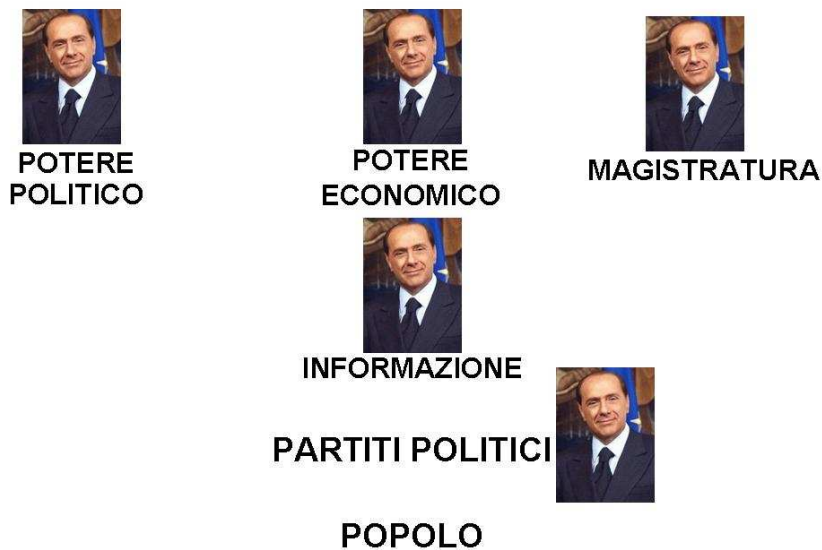 POTERE
POLITICO
POTERE
ECONOMICO
MAGISTRATURA
INFORMAZIONE
PARTITI POLITICI
POPOLO